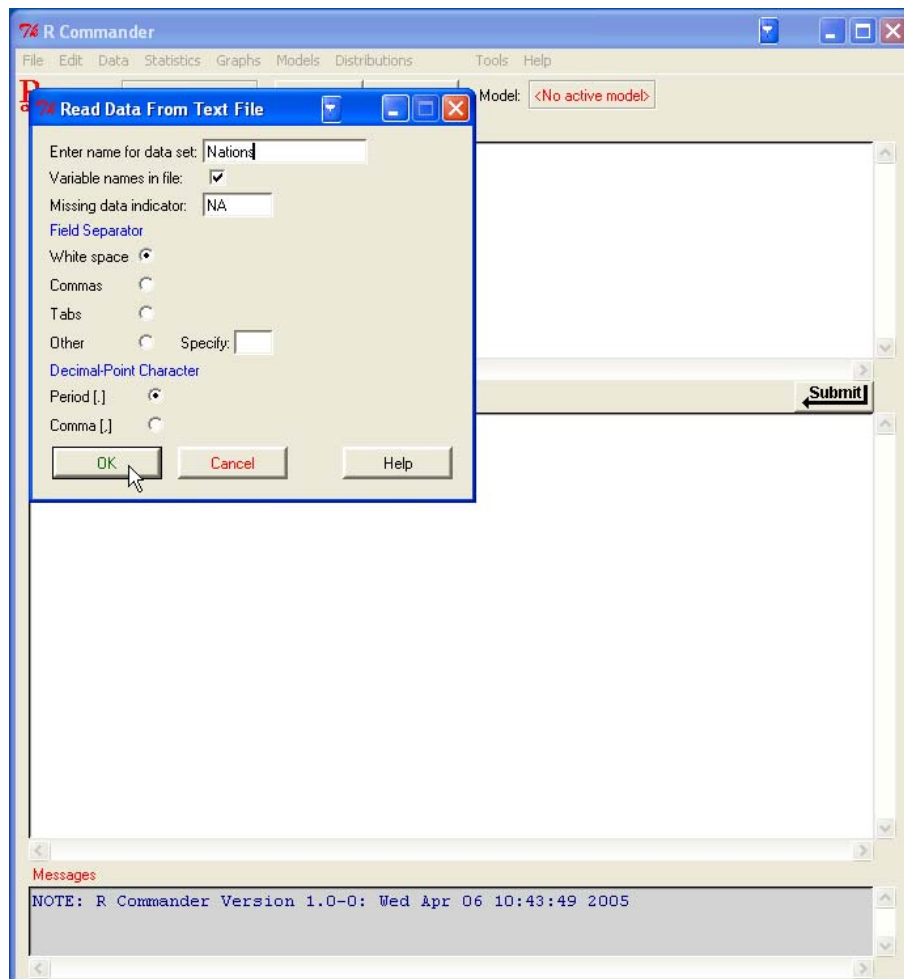 R Commander
File Edit Data Statistics Graphs Models Distributions Tools Help
Model: <No active model>
Read Data From Text File
Enter name for data set: Nations
Variable names in file:
Missing data indicator: NA
Field Separator
White space
Commas
Tabs
Other Specify:
Decimal-Point Character
Period [.]
Comma [,]
OK Cancel Help
Submit
Messages
NOTE: R Commander Version 1.0-0: Wed Apr 06 10:43:49 2005